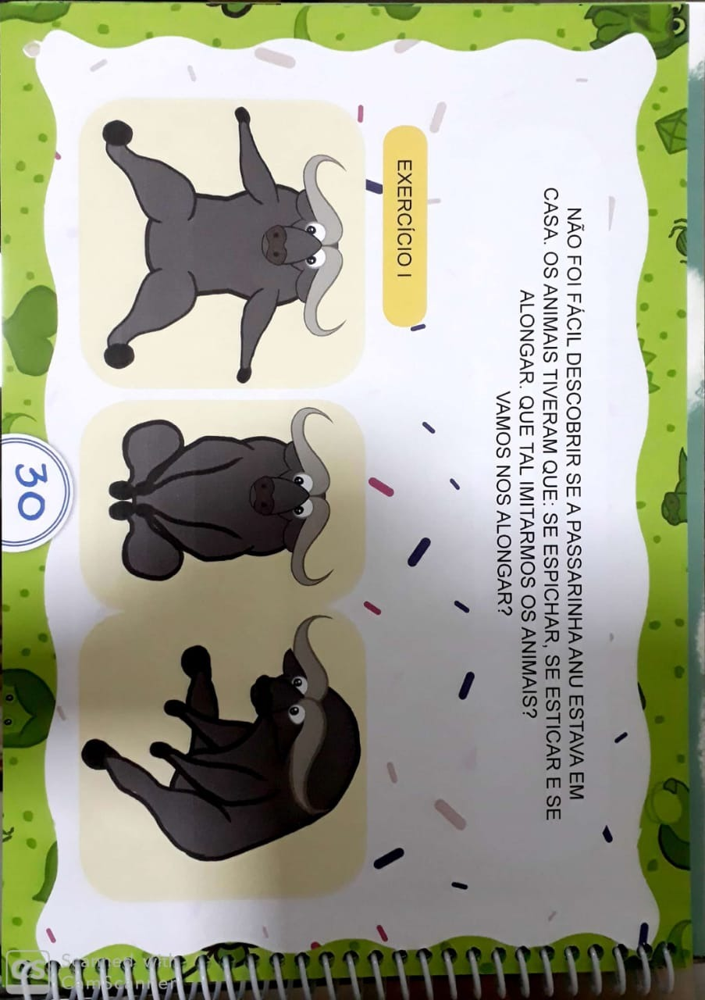 NÃO FOI FÁCIL DESCOBRIR SE A PASSARINHA ANU ESTAVA EM
CASA. OS ANIMAIS TIVERAM QUE: SE ESPICHAR, SE ESTICAR E SE
ALONGAR. QUE TAL IMITARMOS OS ANIMAIS?
VAMOS NOS ALONGAR?
EXERCÍCIO I
30
CS Scanned with
CamScanner